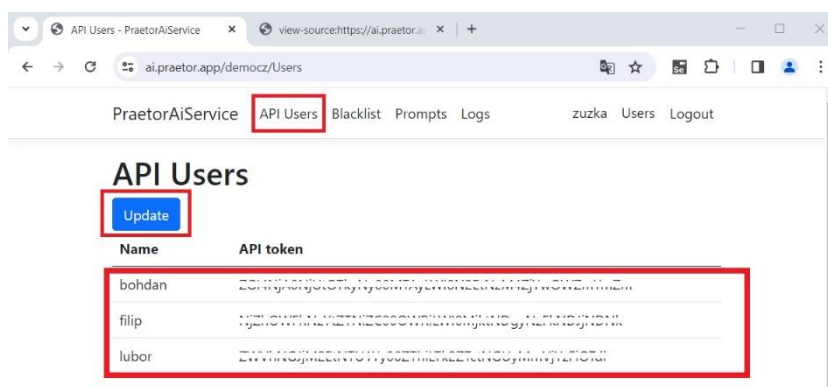 API Users - PraetorAiService view-source:https://ai.praetor.a
ai.praetor.app/democz/Users
PraetorAiService API Users Blacklist Prompts Logs zuzka Users Logout
API Users
Update
Name API token
bohdan
filip
lubor